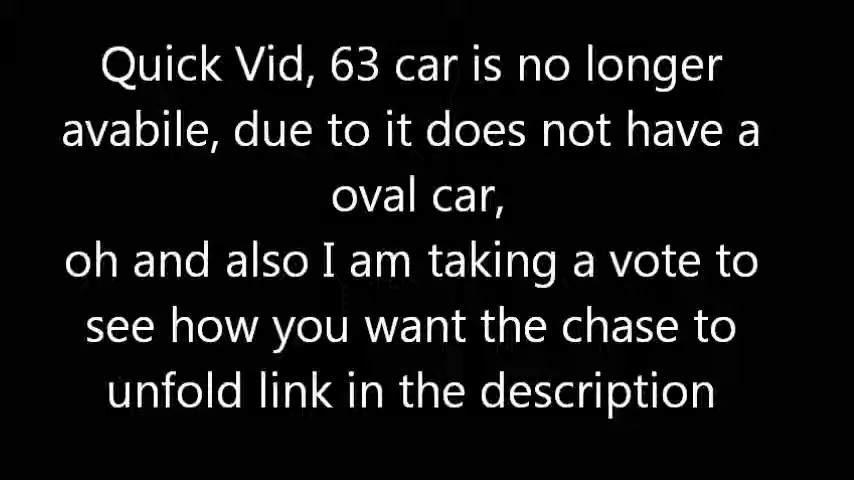 Quick Vid, 63 car is no longer
avabile, due to it does not have a
oval car,
oh and also I am taking a vote to
see how you want the chase to
unfold link in the description